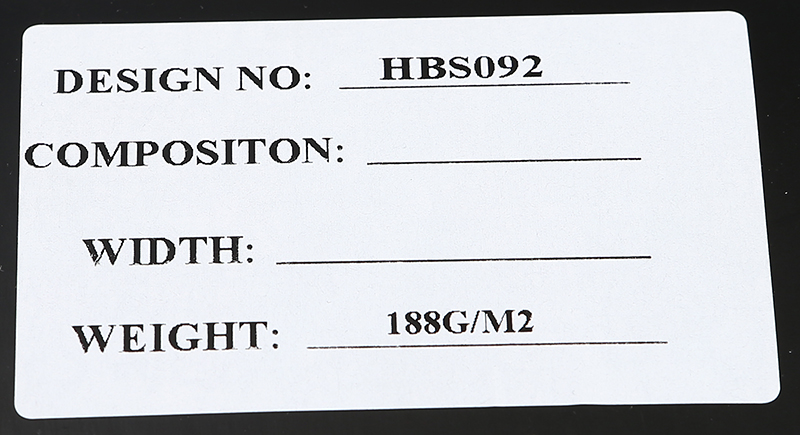 DESIGN NO: HBS092
COMPOSITON:
WIDTH:
WEIGHT: 188G/M2